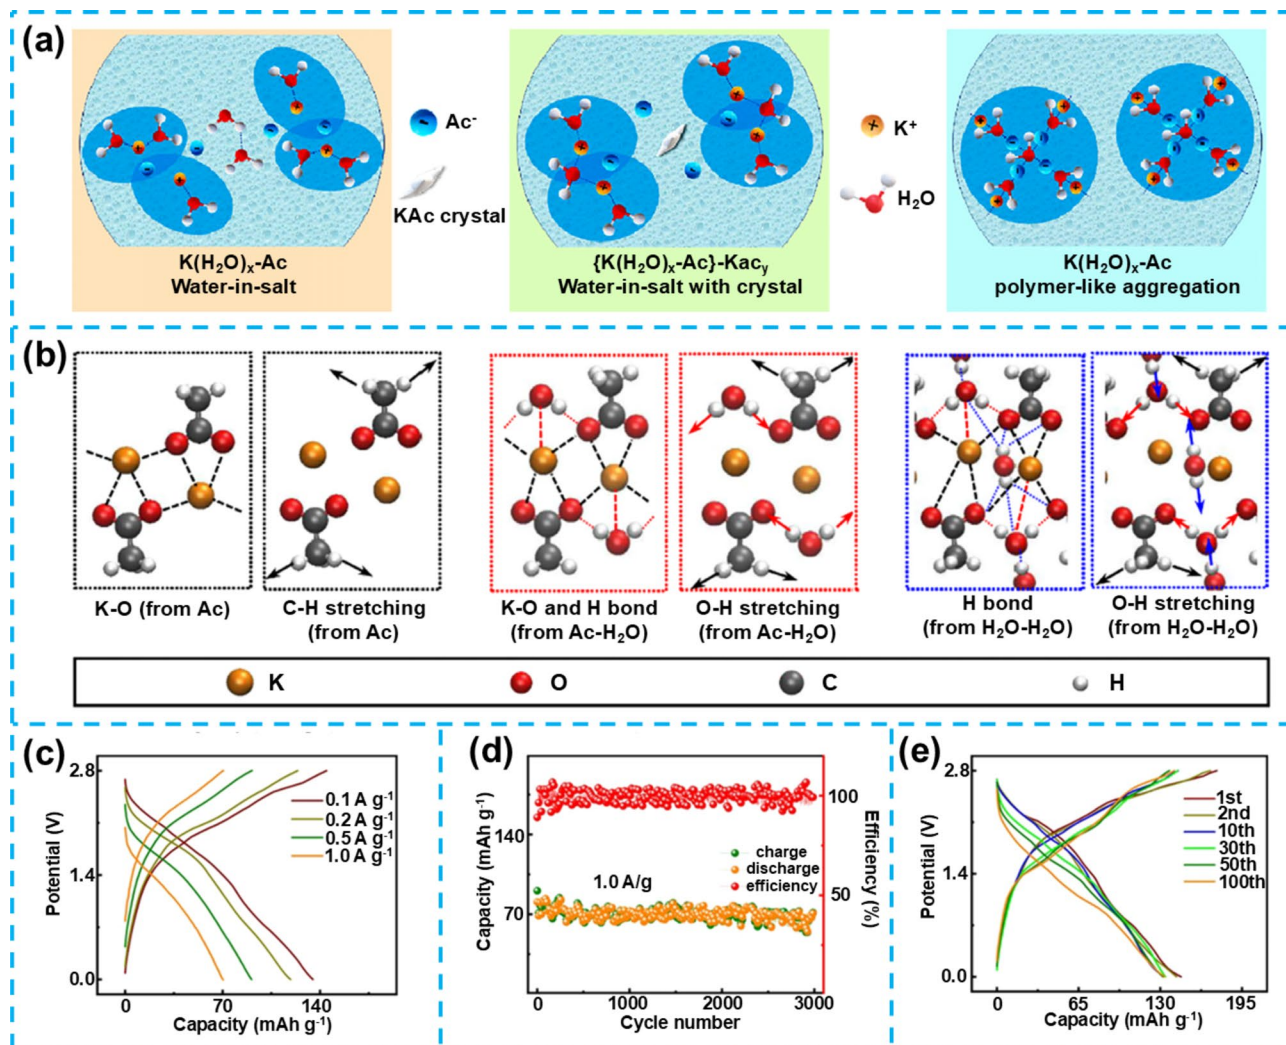 (a)
Ac⁻
KAc crystal
K⁺
H₂O
K(H₂O)ₓ-Ac
Water-in-salt
{K(H₂O)ₓ-Ac}-Kacᵧ
Water-in-salt with crystal
K(H₂O)ₓ-Ac
polymer-like aggregation
(b)
K-O (from Ac)
C-H stretching
(from Ac)
K-O and H bond
(from Ac-H₂O)
O-H stretching
(from Ac-H₂O)
H bond
(from H₂O-H₂O)
O-H stretching
(from H₂O-H₂O)
K
O
C
H
(c)
2.8
1.4
0.0
Potential (V)
0.1 A g⁻¹
0.2 A g⁻¹
0.5 A g⁻¹
1.0 A g⁻¹
0
70
140
Capacity (mAh g⁻¹)
(d)
140
70
Capacity (mAh g⁻¹)
1.0 A/g
charge
discharge
efficiency
100
50
Efficiency (%)
0
1000
2000
3000
Cycle number
(e)
2.8
1.4
0.0
Potential (V)
1st
2nd
10th
30th
50th
100th
0
65
130
195
Capacity (mAh g⁻¹)